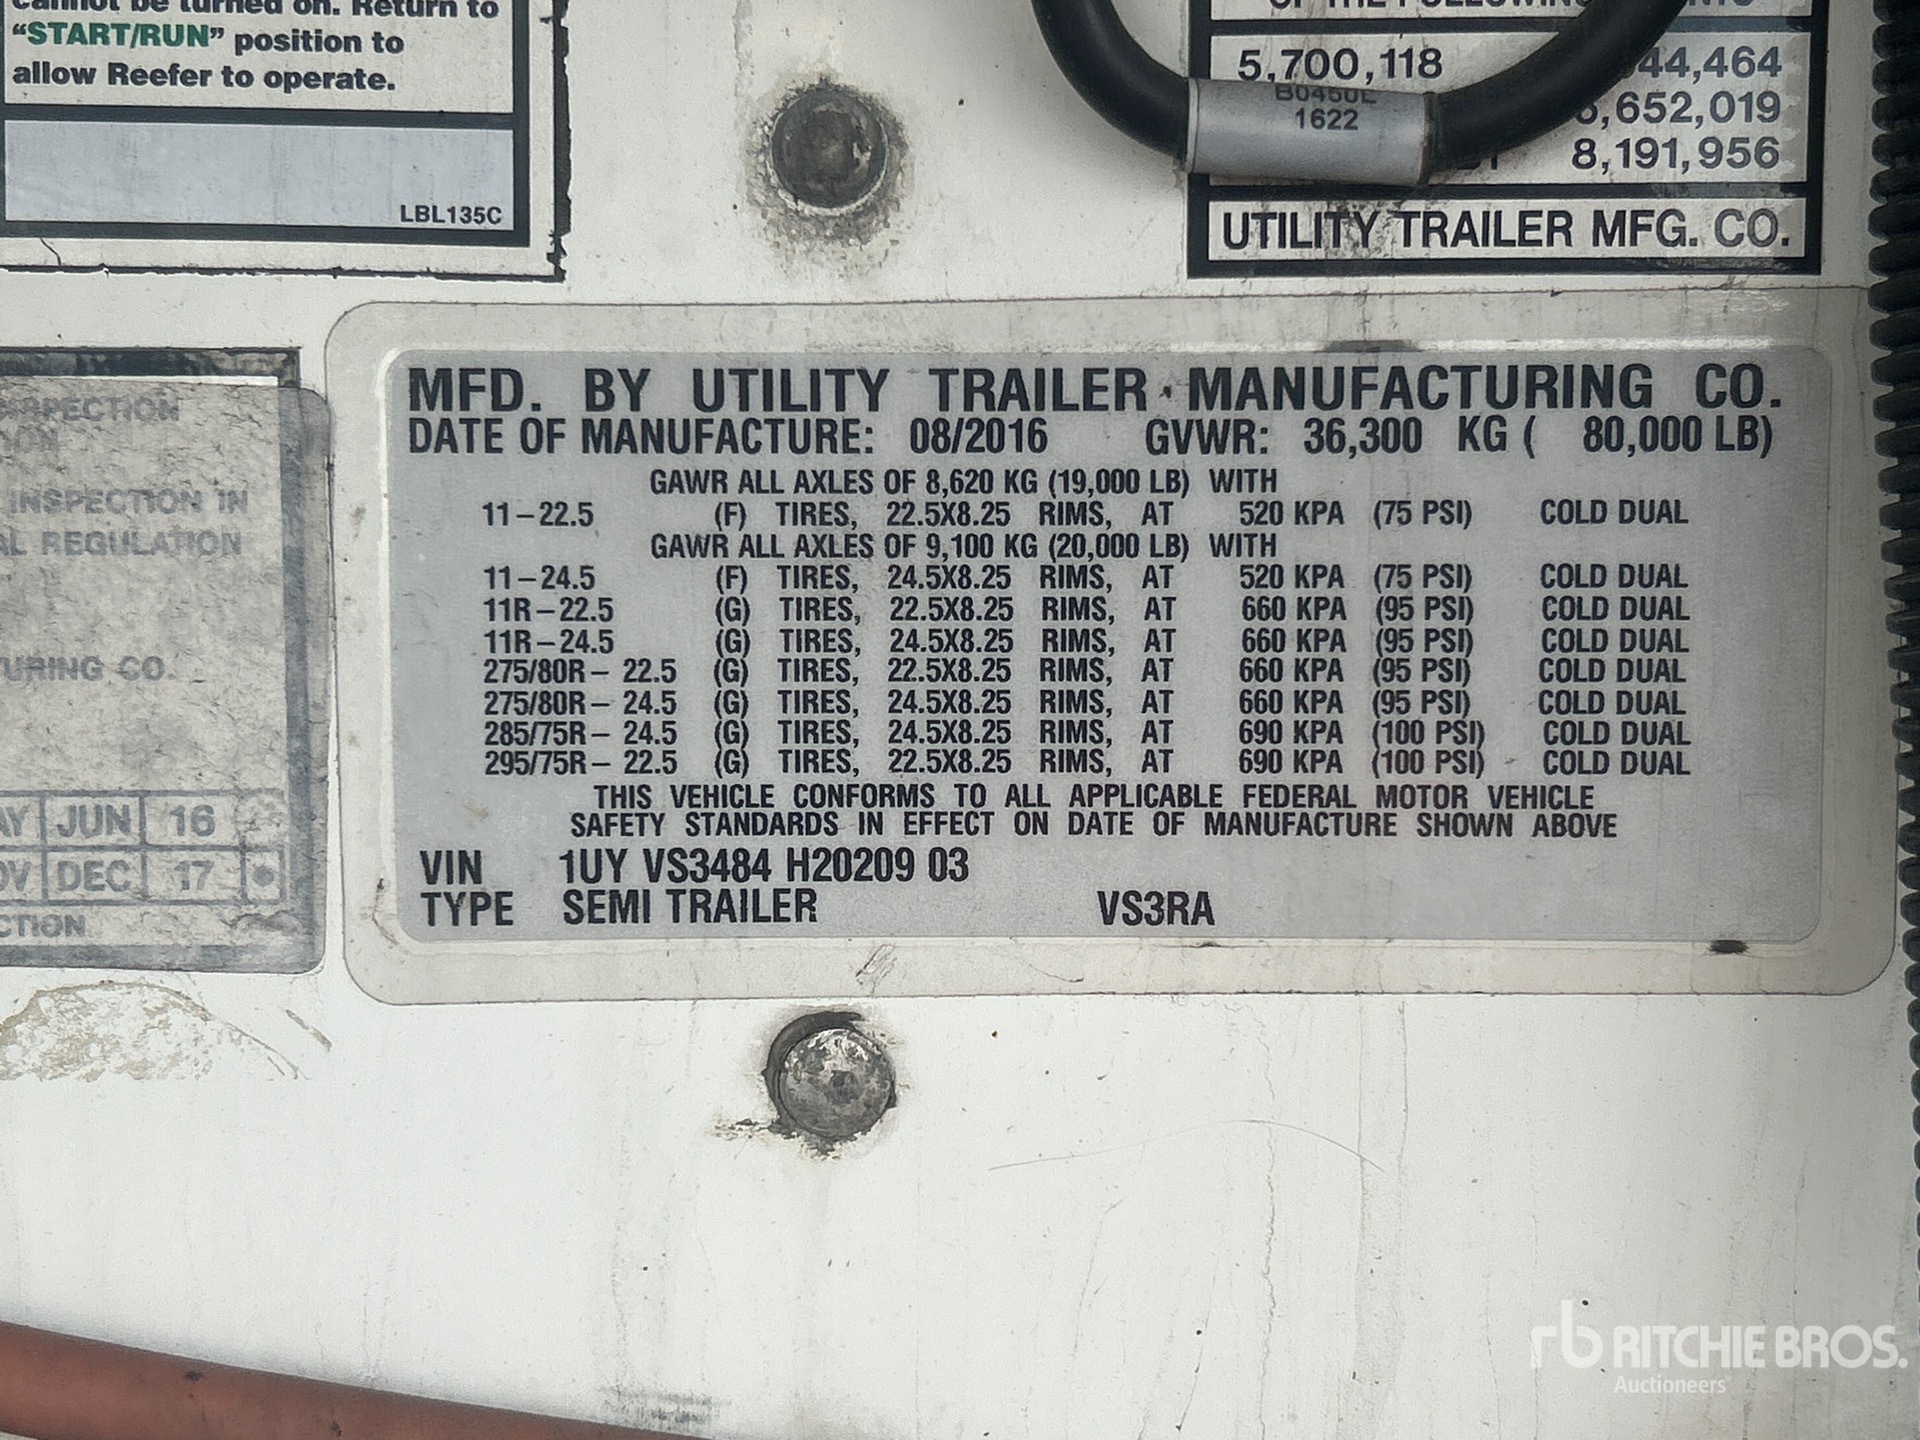 cannot be turned on. Return to
"START/RUN" position to
allow Reefer to operate.
LBL135C
5,700,118
44,464
B0460L
1622
,652,019
8,191,956
UTILITY TRAILER MFG. CO.
INSPECTION IN
REGULATION
CO.
JUN 16
DEC 17
MFD. BY UTILITY TRAILER MANUFACTURING CO.
DATE OF MANUFACTURE: 08/2016 GVWR: 36,300 KG ( 80,000 LB)
GAWR ALL AXLES OF 8,620 KG (19,000 LB) WITH
11-22.5 (F) TIRES, 22.5X8.25 RIMS, AT 520 KPA (75 PSI) COLD DUAL
GAWR ALL AXLES OF 9,100 KG (20,000 LB) WITH
11-24.5 (F) TIRES, 24.5X8.25 RIMS, AT 520 KPA (75 PSI) COLD DUAL
11R-22.5 (G) TIRES, 22.5X8.25 RIMS, AT 660 KPA (95 PSI) COLD DUAL
11R-24.5 (G) TIRES, 24.5X8.25 RIMS, AT 660 KPA (95 PSI) COLD DUAL
275/80R- 22.5 (G) TIRES, 22.5X8.25 RIMS, AT 660 KPA (95 PSI) COLD DUAL
275/80R- 24.5 (G) TIRES, 24.5X8.25 RIMS, AT 660 KPA (95 PSI) COLD DUAL
285/75R- 24.5 (G) TIRES, 24.5X8.25 RIMS, AT 690 KPA (100 PSI) COLD DUAL
295/75R- 22.5 (G) TIRES, 22.5X8.25 RIMS, AT 690 KPA (100 PSI) COLD DUAL
THIS VEHICLE CONFORMS TO ALL APPLICABLE FEDERAL MOTOR VEHICLE
SAFETY STANDARDS IN EFFECT ON DATE OF MANUFACTURE SHOWN ABOVE
VIN 1UY VS3484 H20209 03
TYPE SEMI TRAILER VS3RA
rb RITCHIE BROS.
Auctioneers